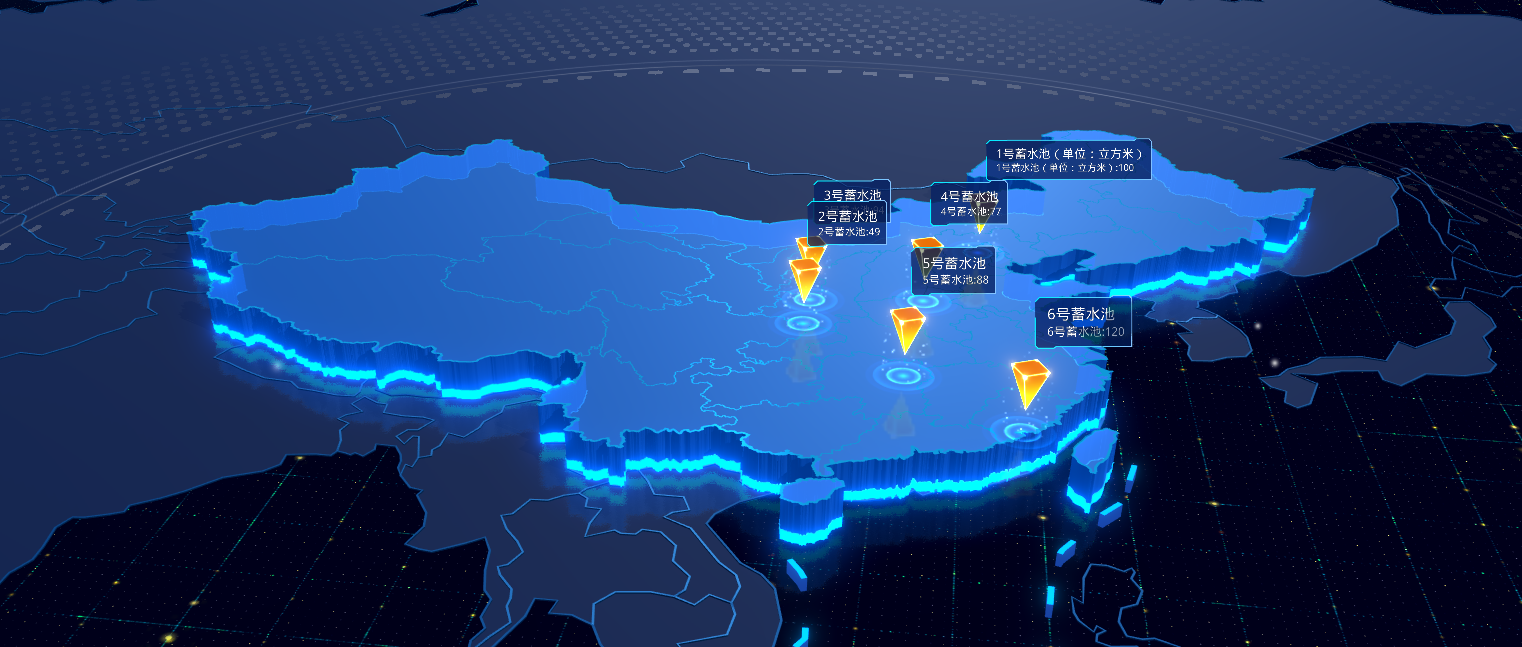 1号蓄水池（单位：立方米）
1号蓄水池（单位：立方米）:100
3号蓄水池
2号蓄水池
2号蓄水池:49
4号蓄水池
4号蓄水池:77
5号蓄水池
5号蓄水池:88
6号蓄水池
6号蓄水池:120